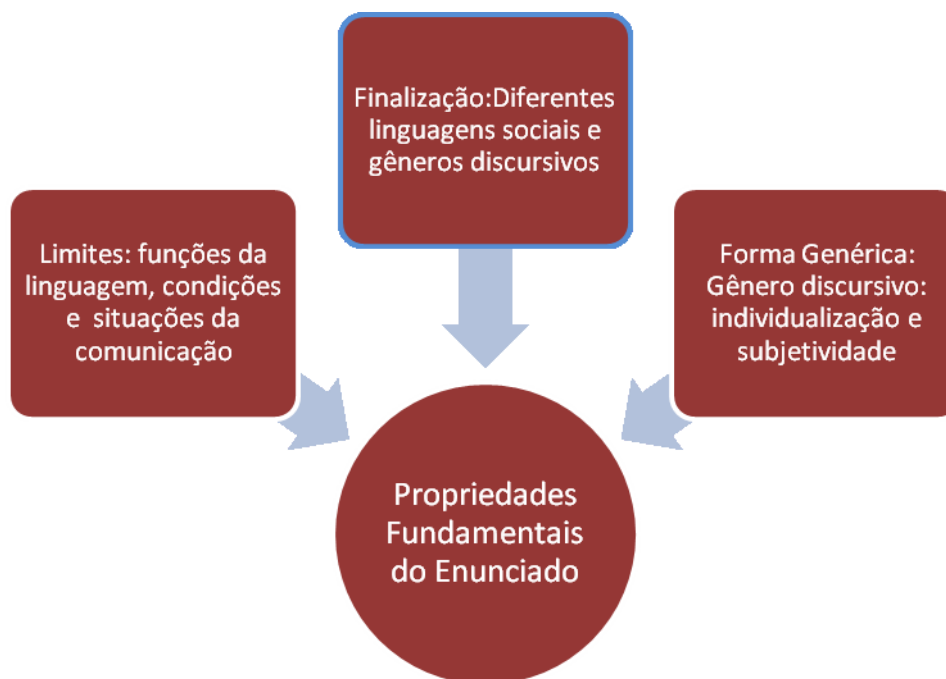 Finalização:Diferentes
linguagens sociais e
gêneros discursivos
Limites: funções da
linguagem, condições
e situações da
comunicação
Forma Genérica:
Gênero discursivo:
individualização e
subjetividade
Propriedades
Fundamentais
do Enunciado